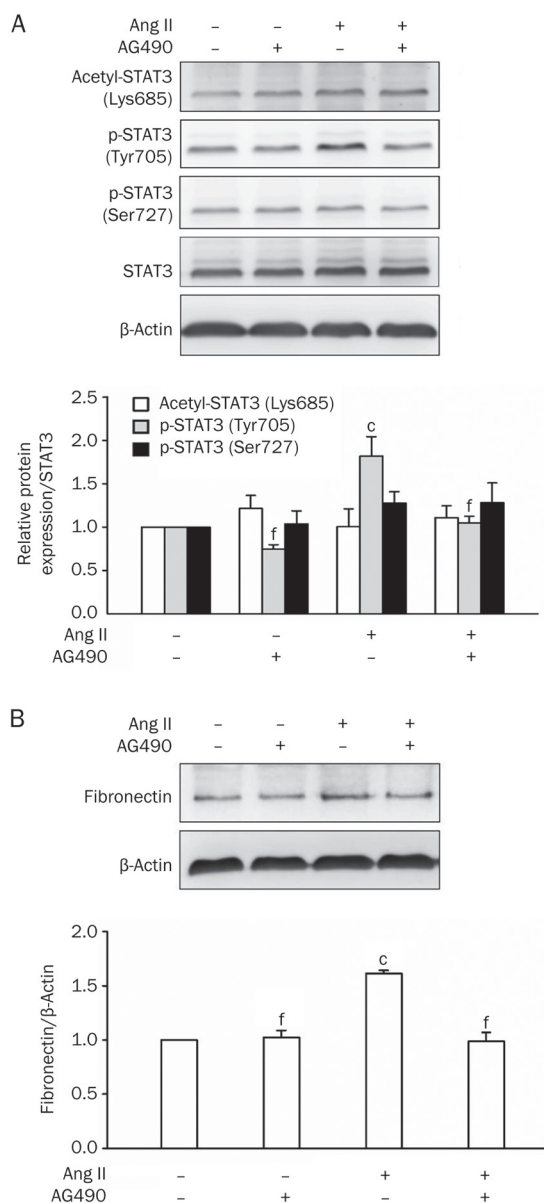 A
Ang II – – + +
AG490 – + – +
Acetyl-STAT3
(Lys685)
p-STAT3
(Tyr705)
p-STAT3
(Ser727)
STAT3
β-Actin
Relative protein
expression/STAT3
2.5
2.0
1.5
1.0
0.5
0.0
Acetyl-STAT3 (Lys685)
p-STAT3 (Tyr705)
p-STAT3 (Ser727)
f
c
f
Ang II – – + +
AG490 – + – +
B
Ang II – – + +
AG490 – + – +
Fibronectin
β-Actin
Fibronectin/β-Actin
2.0
1.5
1.0
0.5
0.0
f
c
f
Ang II – – + +
AG490 – + – +